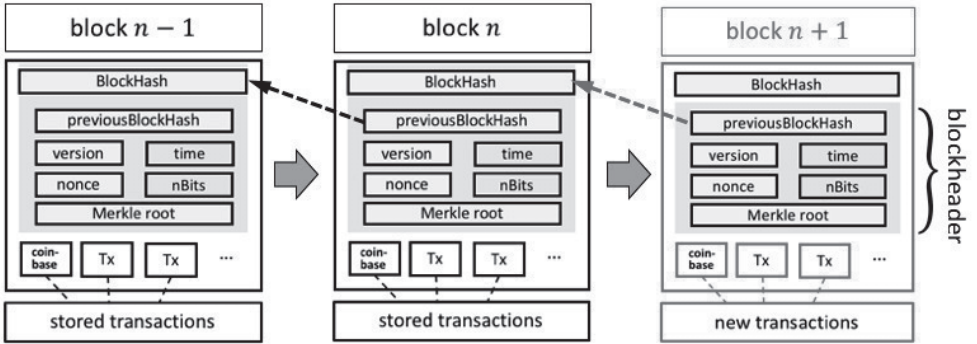 block n − 1
BlockHash
previousBlockHash
version
time
nonce
nBits
Merkle root
coin-
base
Tx
Tx
...
stored transactions
block n
BlockHash
previousBlockHash
version
time
nonce
nBits
Merkle root
coin-
base
Tx
Tx
...
stored transactions
block n + 1
BlockHash
previousBlockHash
version
time
nonce
nBits
Merkle root
coin-
base
Tx
Tx
...
new transactions
blockheader